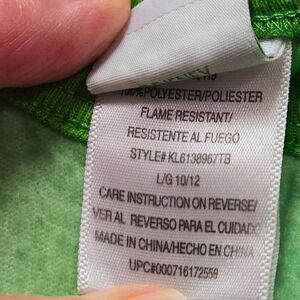 100%POLYESTER/POLIESTER
FLAME RESISTANT/
RESISTENTE AL FUEGO
STYLE# KL6138967TB
L/G 10/12
CARE INSTRUCTION ON REVERSE/
VER AL REVERSO PARA EL CUIDADO
MADE IN CHINA/HECHO EN CHINA
UPC#000716172559